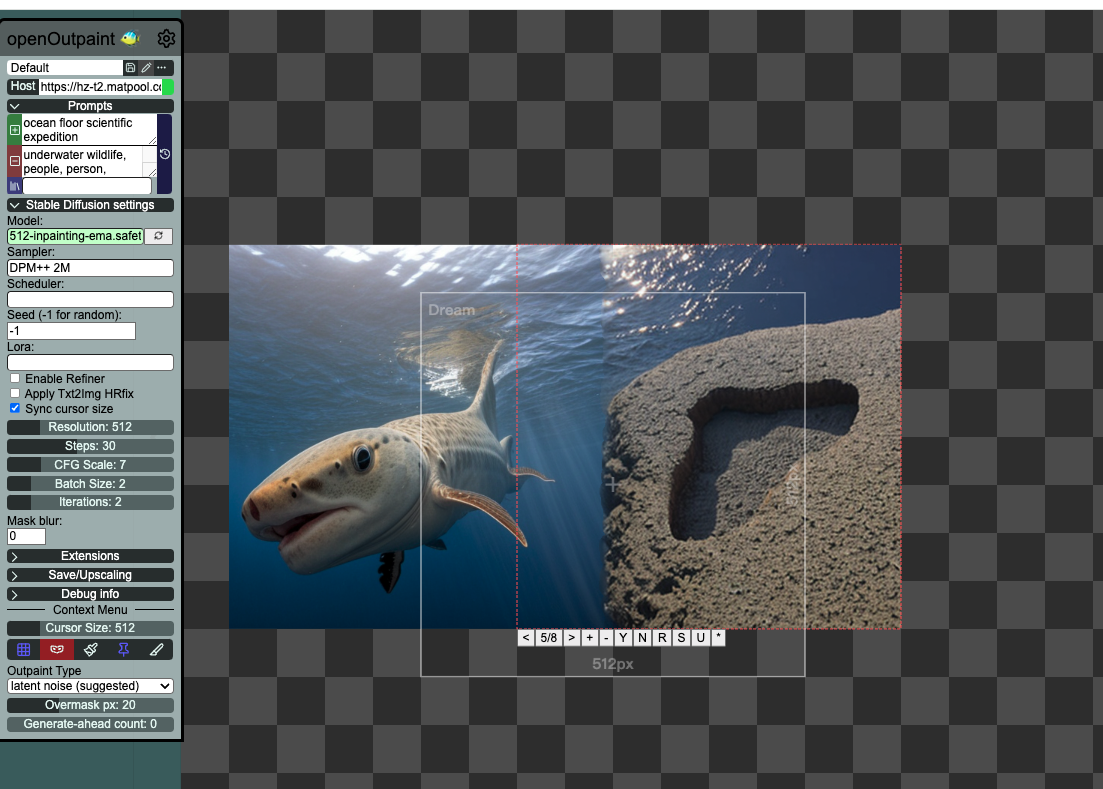 openOutpaint
Default
Host https://hz-t2.matpool.cc
Prompts
ocean floor scientific
expedition
underwater wildlife,
people, person,
Stable Diffusion settings
Model:
512-inpainting-ema.safet
Sampler:
DPM++ 2M
Scheduler:
Seed (-1 for random):
-1
Lora:
Enable Refiner
Apply Txt2Img HRfix
Sync cursor size
Resolution: 512
Steps: 30
CFG Scale: 7
Batch Size: 2
Iterations: 2
Mask blur:
0
Extensions
Save/Upscaling
Debug info
Context Menu
Cursor Size: 512
Outpaint Type
latent noise (suggested)
Overmask px: 20
Generate-ahead count: 0
Dream
< 5/8 > + - Y N R S U *
512px